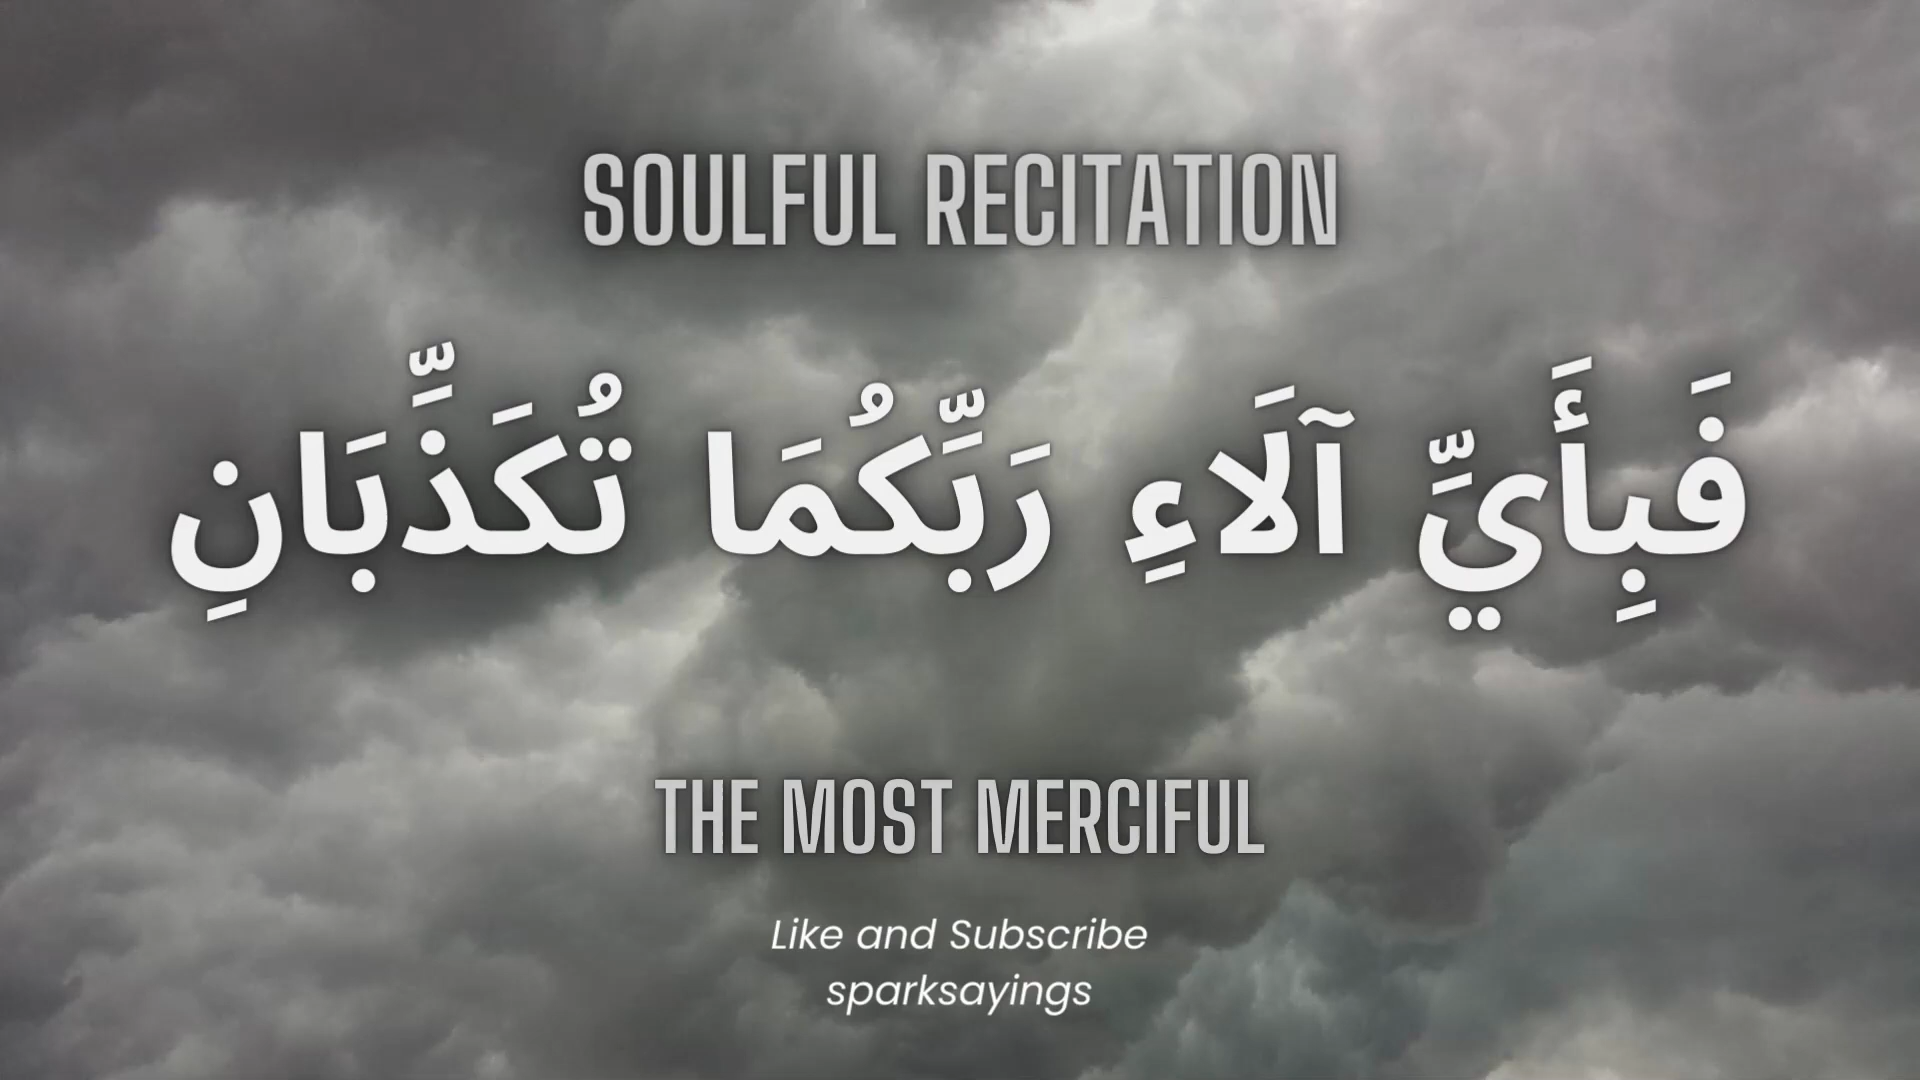 SOULFUL RECITATION
فَبِأَيِّ آلَاءِ رَبِّكُمَا تُكَذِّبَانِ
THE MOST MERCIFUL
Like and Subscribe
sparksayings